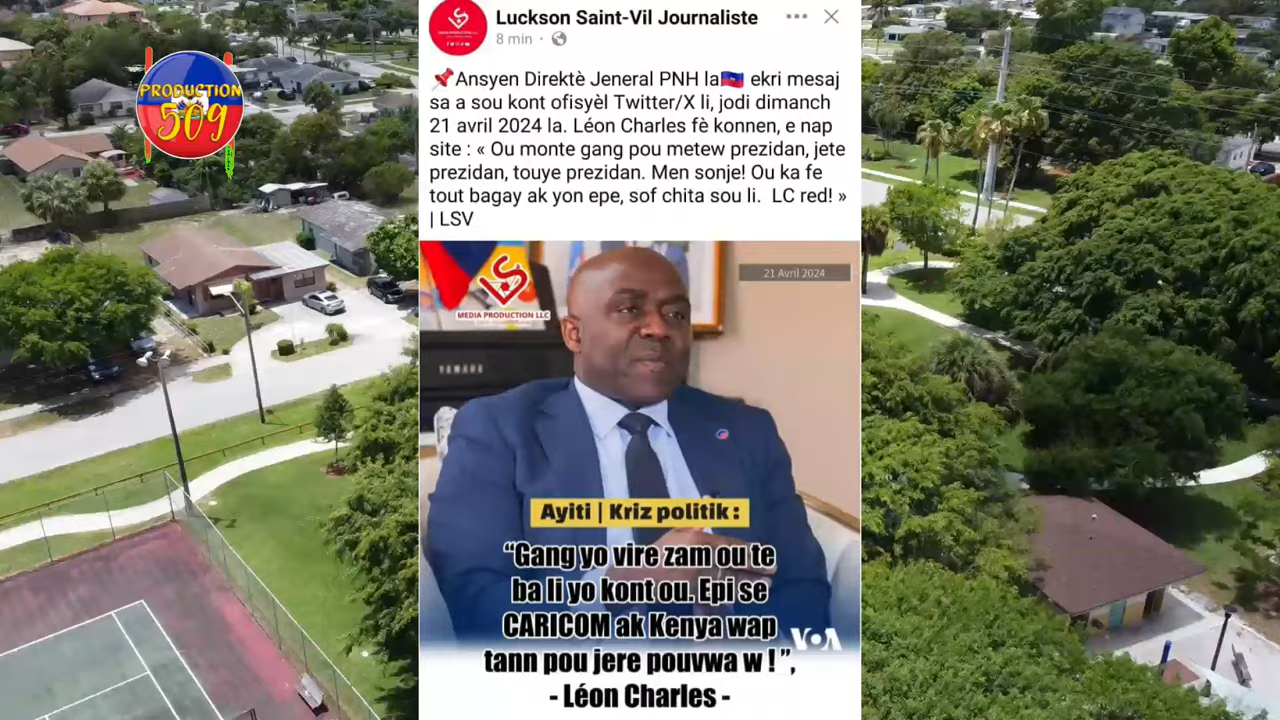 PRODUCTION
509
Luckson Saint-Vil Journaliste
8 min ·
📌Ansyen Direktè Jeneral PNH la🇭🇹 ekri mesaj
sa a sou kont ofisyèl Twitter/X li, jodi dimanch
21 avril 2024 la. Léon Charles fè konnen, e nap
site : « Ou monte gang pou metew prezidan, jete
prezidan, touye prezidan. Men sonje! Ou ka fe
tout bagay ak yon epe, sof chita sou li.  LC red! »
| LSV
MEDIA PRODUCTION LLC
21 Avril 2024
YAMAHA
Ayiti | Kriz politik :
“Gang yo vire zam ou te
ba li yo kont ou. Epi se
CARICOM ak Kenya wap
tann pou jere pouvwa w ! ”,
- Léon Charles -
VOA